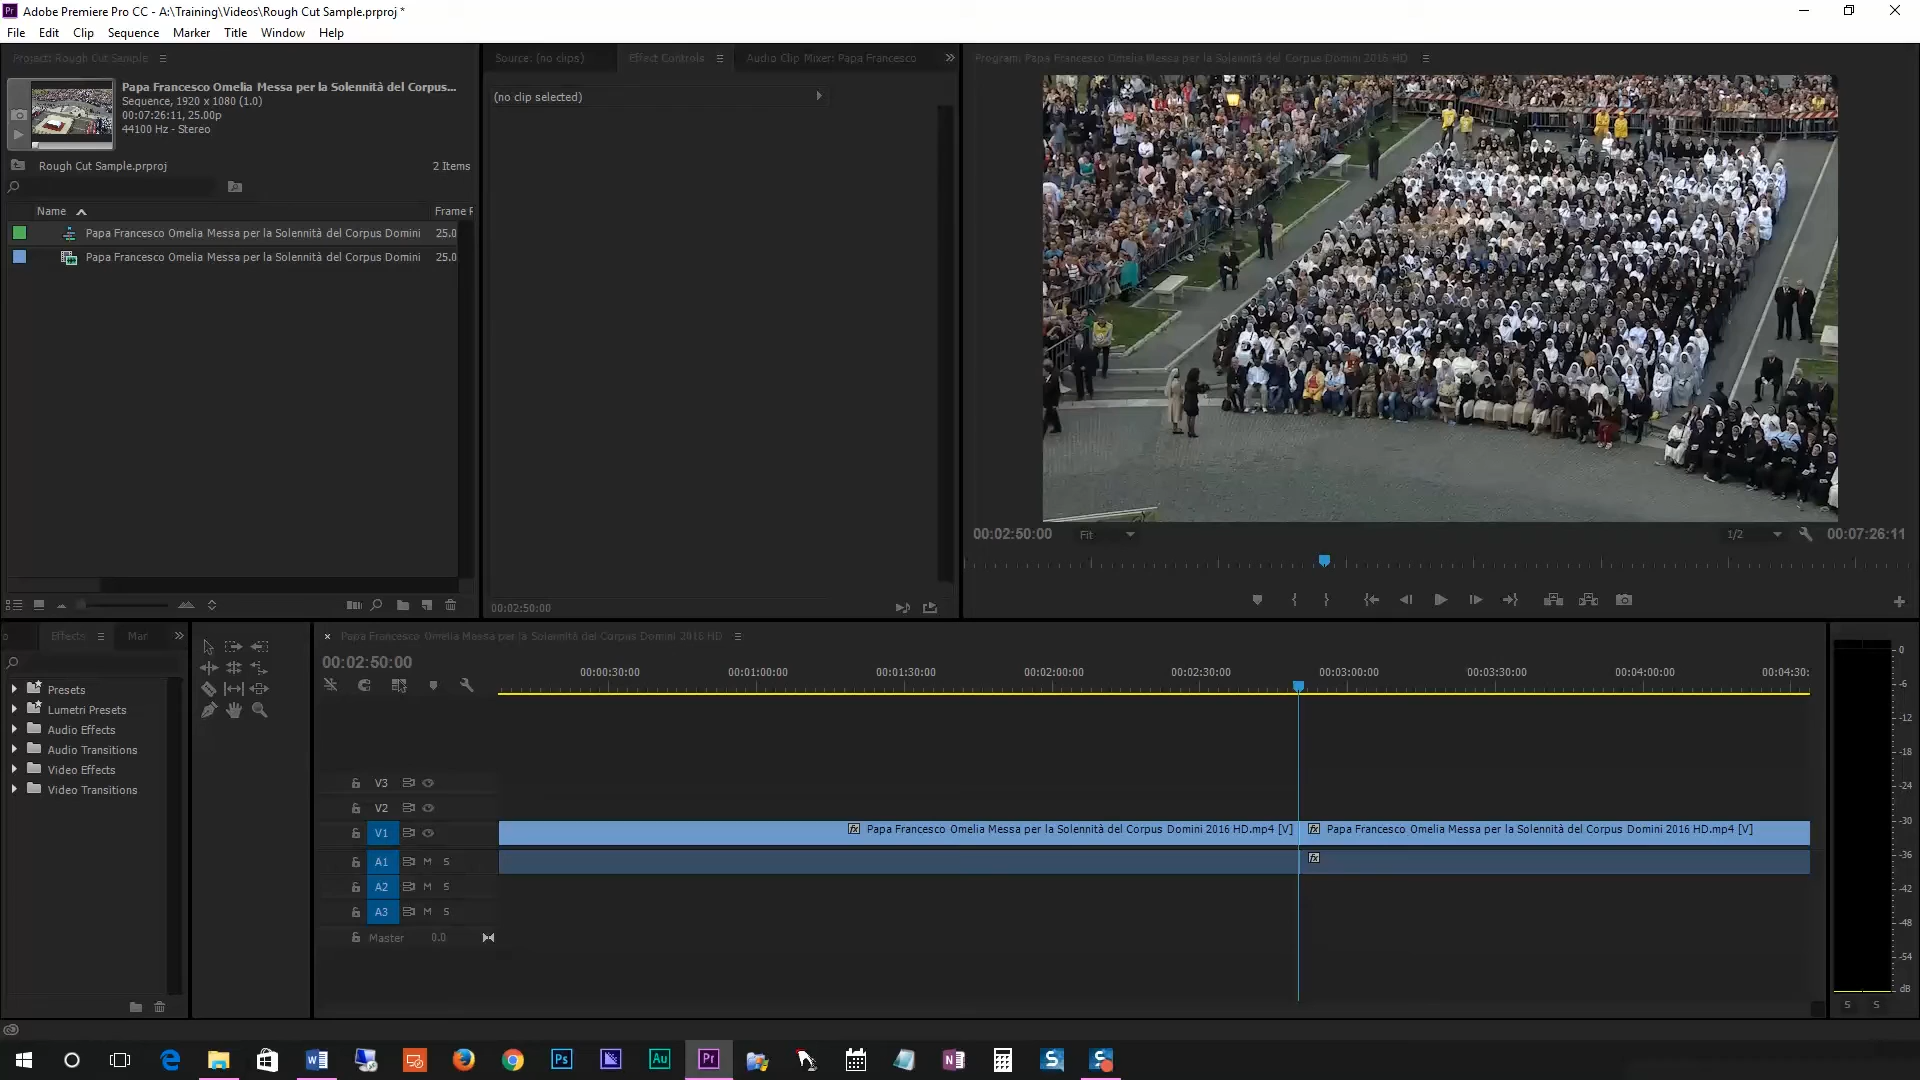 Adobe Premiere Pro CC - A:\Training\Videos\Rough Cut Sample.prproj *
File Edit Clip Sequence Marker Title Window Help
Project: Rough Cut Sample
Source: (no clips) Effect Controls Audio Clip Mixer: Papa Francesco
Program: Papa Francesco Omelia Messa per la Solennità del Corpus Domini 2016 HD
Papa Francesco Omelia Messa per la Solennità del Corpus...
Sequence, 1920 x 1080 (1.0)
00:07:26:11, 25.00p
44100 Hz - Stereo
Rough Cut Sample.prproj 2 Items
Name Frame R
Papa Francesco Omelia Messa per la Solennità del Corpus Domini 25.0
Papa Francesco Omelia Messa per la Solennità del Corpus Domini 25.0
(no clip selected)
00:02:50:00
00:02:50:00 Fit 1/2 00:07:26:11
Effects Mar
Presets
Lumetri Presets
Audio Effects
Audio Transitions
Video Effects
Video Transitions
Papa Francesco Omelia Messa per la Solennità del Corpus Domini 2016 HD
00:02:50:00
00:00:30:00 00:01:00:00 00:01:30:00 00:02:00:00 00:02:30:00 00:03:00:00 00:03:30:00 00:04:00:00 00:04:30:
V3
V2
V1 fx Papa Francesco Omelia Messa per la Solennità del Corpus Domini 2016 HD.mp4 [V] fx Papa Francesco Omelia Messa per la Solennità del Corpus Domini 2016 HD.mp4 [V]
A1 M S fx
A2 M S
A3 M S
Master 0.0
0
-6
-12
-18
-24
-30
-36
-42
-48
-54
dB
S S
Ps Au Pr